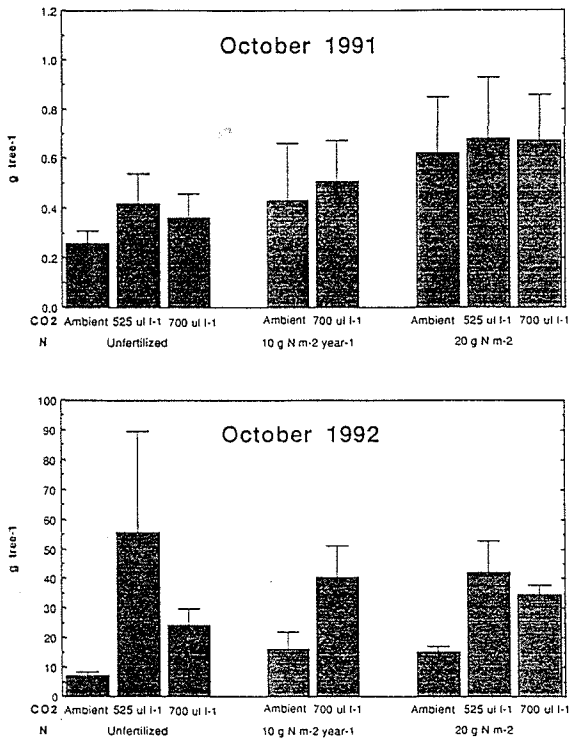 1.2
October 1991
1.0
0.8
0.6
0.4
0.2
0.0
g tree-1
CO2 Ambient 525 ul l-1 700 ul l-1 Ambient 700 ul l-1 Ambient 525 ul l-1 700 ul l-1
N Unfertilized 10 g N m-2 year-1 20 g N m-2
100
October 1992
90
80
70
60
50
40
30
20
10
0
g tree-1
CO2 Ambient 525 ul l-1 700 ul l-1 Ambient 700 ul l-1 Ambient 525 ul l-1 700 ul l-1
N Unfertilized 10 g N m-2 year-1 20 g N m-2